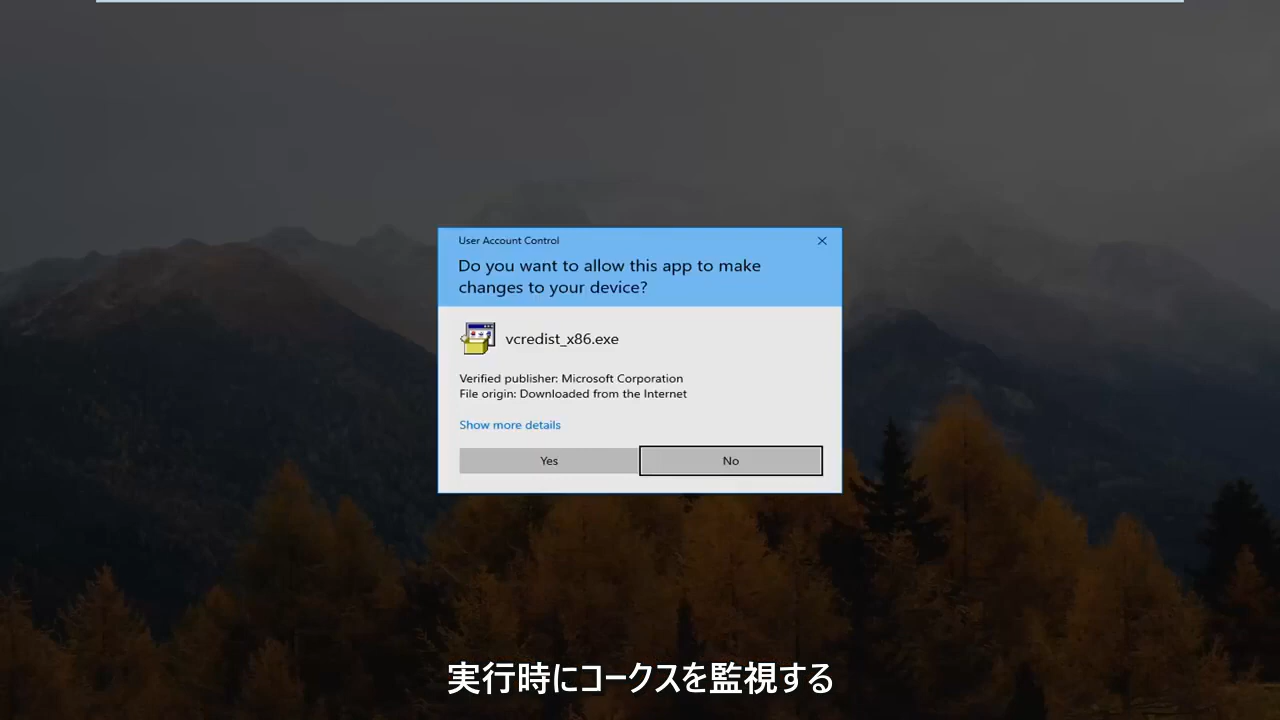 User Account Control
Do you want to allow this app to make
changes to your device?
vcredist_x86.exe
Verified publisher: Microsoft Corporation
File origin: Downloaded from the Internet
Show more details
Yes
No
実行時にコークスを監視する